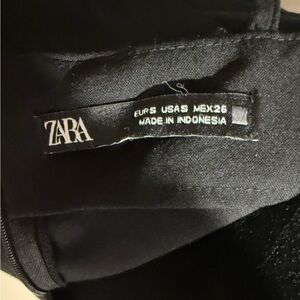 ZARA
EUR S USA S MEX 26
MADE IN INDONESIA